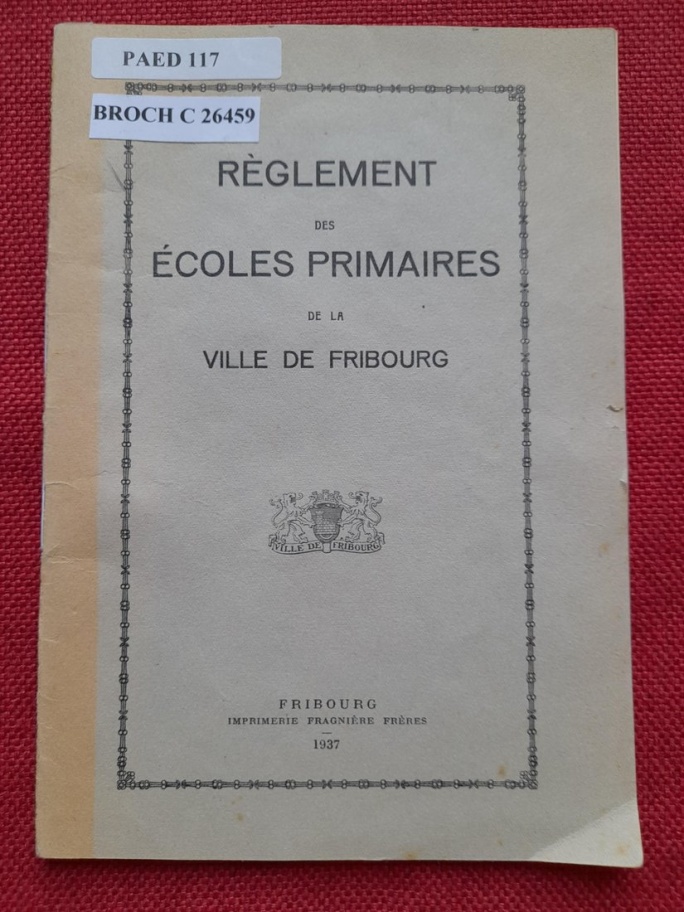 PAED 117
BROCH C 26459
RÈGLEMENT
DES
ÉCOLES PRIMAIRES
DE LA
VILLE DE FRIBOURG
VILLE DE FRIBOURG
FRIBOURG
IMPRIMERIE FRAGNIÈRE FRÈRES
1937